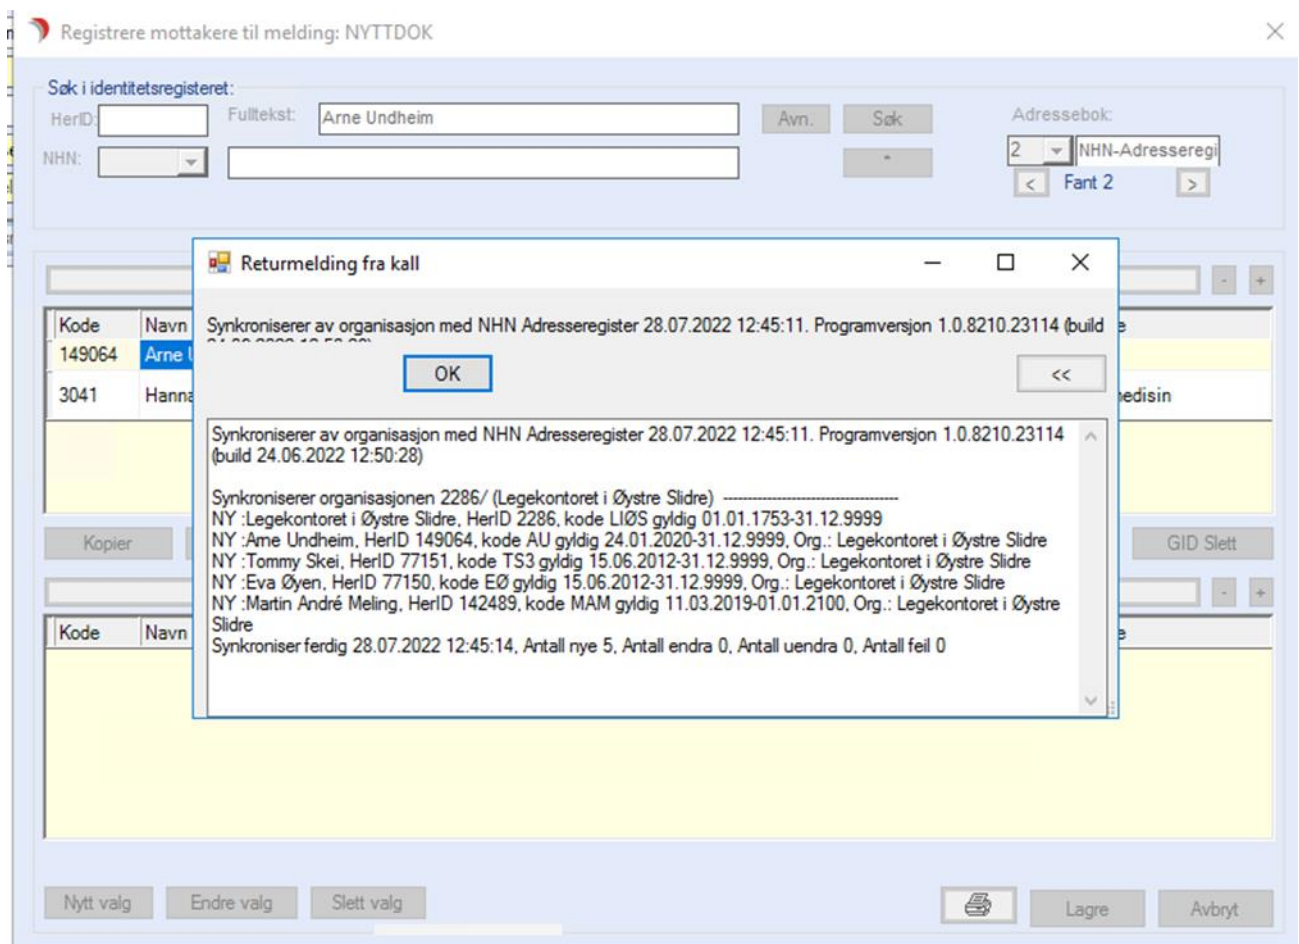 Registrere mottakere til melding: NYTTDOK
Søk i identitetsregisteret:
HerID:
Fulltekst:
Arne Undheim
Avn.
Søk
Adressebok:
NHN:
*
2
NHN-Adresseregi
<
Fant 2
>
Returmelding fra kall
- +
Synkroniserer av organisasjon med NHN Adresseregister 28.07.2022 12:45:11. Programversjon 1.0.8210.23114 (build
OK
<<
Kode Navn
149064 Arne
3041 Hanna
edisin
Synkroniserer av organisasjon med NHN Adresseregister 28.07.2022 12:45:11. Programversjon 1.0.8210.23114
(build 24.06.2022 12:50:28)
Synkroniserer organisasjonen 2286/ (Legekontoret i Øystre Slidre) -----------------------------------
NY :Legekontoret i Øystre Slidre, HerID 2286, kode LIØS gyldig 01.01.1753-31.12.9999
NY :Arne Undheim, HerID 149064, kode AU gyldig 24.01.2020-31.12.9999, Org.: Legekontoret i Øystre Slidre
NY :Tommy Skei, HerID 77151, kode TS3 gyldig 15.06.2012-31.12.9999, Org.: Legekontoret i Øystre Slidre
NY :Eva Øyen, HerID 77150, kode EØ gyldig 15.06.2012-31.12.9999, Org.: Legekontoret i Øystre Slidre
NY :Martin André Meling, HerID 142489, kode MAM gyldig 11.03.2019-01.01.2100, Org.: Legekontoret i Øystre
Slidre
Synkroniser ferdig 28.07.2022 12:45:14, Antall nye 5, Antall endra 0, Antall uendra 0, Antall feil 0
Kopier
GID Slett
- +
Kode Navn
Nytt valg
Endre valg
Slett valg
Lagre
Avbryt